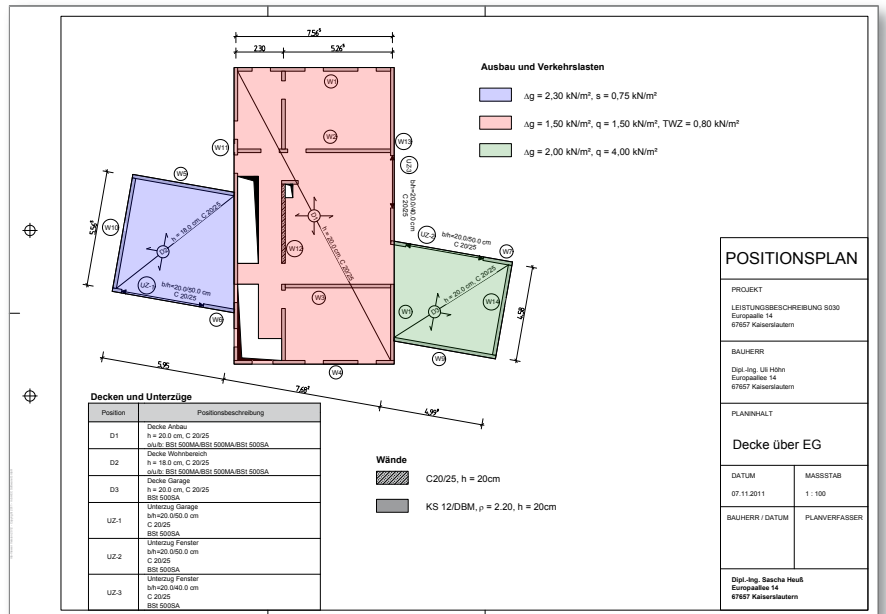 7.56⁵
2.30
5.26⁵
W1
W2
W13
W11
UZ-3
b/h=20.0/40.0 cm
C 20/25
W5
5.56⁵
W10
h = 18.0 cm, C 20/25
UZ-1
b/h=20.0/50.0 cm
C 20/25
W6
W12
h = 20.0 cm, C 20/25
W3
W4
UZ-2
b/h=20.0/50.0 cm
C 20/25
W7
h = 20.0 cm, C 20/25
W14
W9
4.58
5.95
7.68⁵
4.99⁵
Ausbau und Verkehrslasten
Δg = 2,30 kN/m², s = 0,75 kN/m²
Δg = 1,50 kN/m², q = 1,50 kN/m², TWZ = 0,80 kN/m²
Δg = 2,00 kN/m², q = 4,00 kN/m²
Decken und Unterzüge
Position Positionsbeschreibung
D1
Decke Anbau
h = 20.0 cm, C 20/25
o/u/b: BSt 500MA/BSt 500MA/BSt 500SA
D2
Decke Wohnbereich
h = 18.0 cm, C 20/25
o/u/b: BSt 500MA/BSt 500MA/BSt 500SA
D3
Decke Garage
h = 20.0 cm, C 20/25
BSt 500SA
UZ-1
Unterzug Garage
b/h=20.0/50.0 cm
C 20/25
BSt 500SA
UZ-2
Unterzug Fenster
b/h=20.0/50.0 cm
C 20/25
BSt 500SA
UZ-3
Unterzug Fenster
b/h=20.0/40.0 cm
C 20/25
BSt 500SA
Wände
C20/25, h = 20cm
KS 12/DBM, ρ = 2.20, h = 20cm
POSITIONSPLAN
PROJEKT
LEISTUNGSBESCHREIBUNG S030
Europaalle 14
67657 Kaiserslautern
BAUHERR
Dipl.-Ing. Uli Höhn
Europaallee 14
67657 Kaiserslautern
PLANINHALT
Decke über EG
DATUM MASSSTAB
07.11.2011 1 : 100
BAUHERR / DATUM PLANVERFASSER
Dipl.-Ing. Sascha Heuß
Europaallee 14
67657 Kaiserslautern